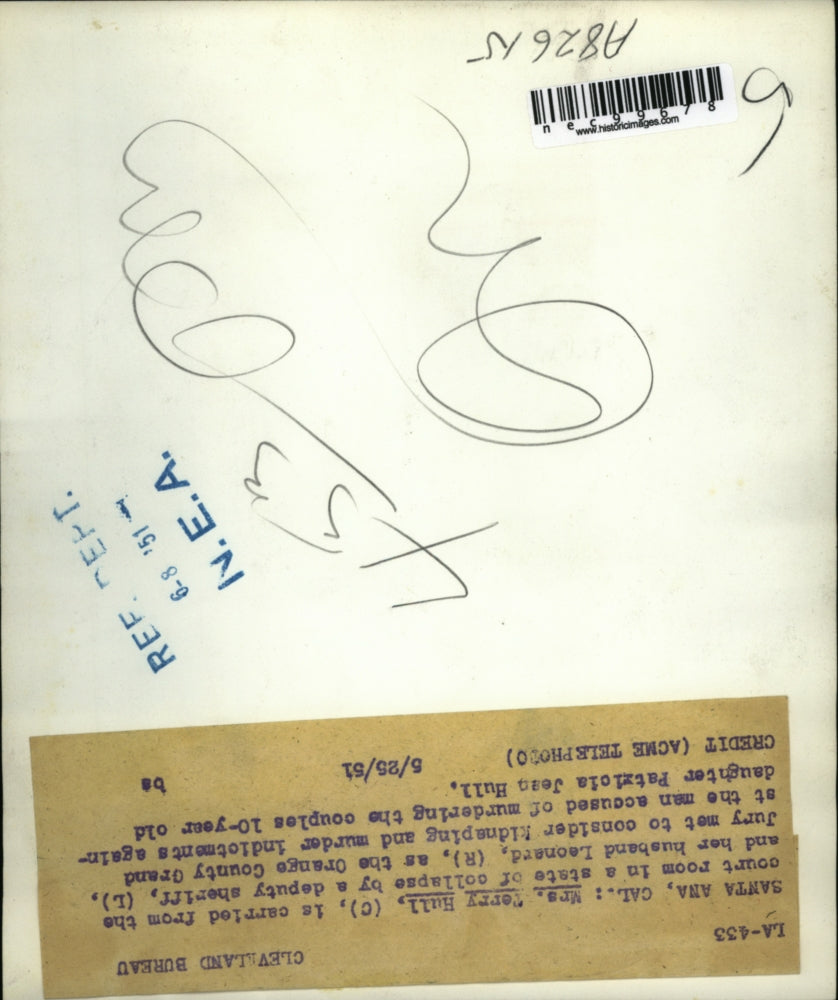 LA-433
CLEVELAND BUREAU
SANTA ANA, CAL.: Mrs. Terry Hull, (C), is carried from the
court room in a state of collapse by a deputy sheriff, (L),
and her husband Leonard, (R), as the Orange County Grand
Jury met to consider kidnaping and murder indictments again-
st the man accused of murdering the couples 10-year old
daughter Patricia Jean Hull.
CREDIT (ACME TELEPHOTO) 5/25/51 bs
REF. DEPT.
6-8 '51
N.E.A.
A826N
nec99678
www.historicimages.com